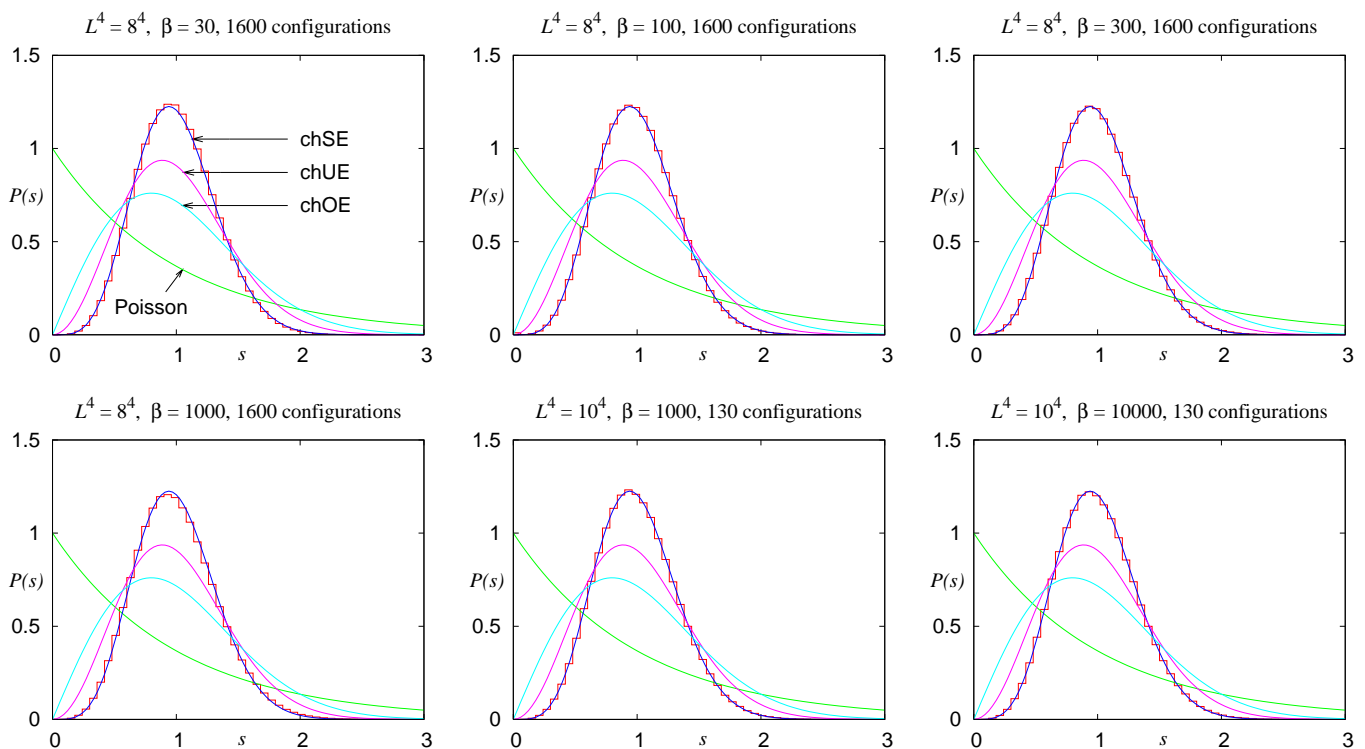 L⁴ = 8⁴, β = 30, 1600 configurations
1.5
1
P(s)
0.5
0
chSE
chUE
chOE
Poisson
0 1 s 2 3
L⁴ = 8⁴, β = 100, 1600 configurations
1.5
1
P(s)
0.5
0
0 1 s 2 3
L⁴ = 8⁴, β = 300, 1600 configurations
1.5
1
P(s)
0.5
0
0 1 s 2 3
L⁴ = 8⁴, β = 1000, 1600 configurations
1.5
1
P(s)
0.5
0
0 1 s 2 3
L⁴ = 10⁴, β = 1000, 130 configurations
1.5
1
P(s)
0.5
0
0 1 s 2 3
L⁴ = 10⁴, β = 10000, 130 configurations
1.5
1
P(s)
0.5
0
0 1 s 2 3